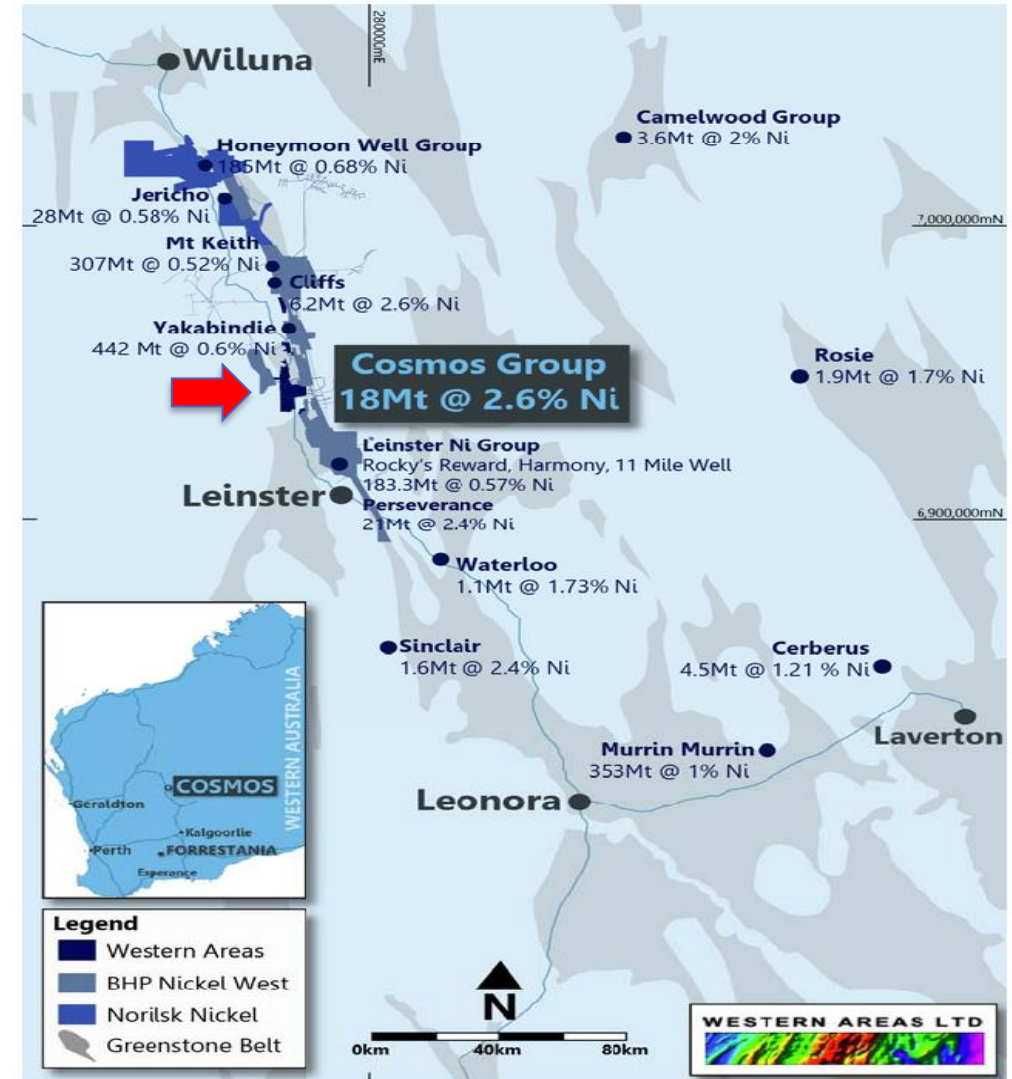 280000mE
Wiluna
Camelwood Group
3.6Mt @ 2% Ni
Honeymoon Well Group
185Mt @ 0.68% Ni
Jericho
28Mt @ 0.58% Ni
7,000,000mN
Mt Keith
307Mt @ 0.52% Ni
Cliffs
6.2Mt @ 2.6% Ni
Yakabindie
442 Mt @ 0.6% Ni
Cosmos Group
18Mt @ 2.6% Ni
Rosie
1.9Mt @ 1.7% Ni
Leinster Ni Group
Rocky's Reward, Harmony, 11 Mile Well
183.3Mt @ 0.57% Ni
Leinster
Perseverance
21Mt @ 2.4% Ni
6,900,000mN
Waterloo
1.1Mt @ 1.73% Ni
Sinclair
1.6Mt @ 2.4% Ni
Cerberus
4.5Mt @ 1.21 % Ni
Laverton
Murrin Murrin
353Mt @ 1% Ni
Leonora
WESTERN AUSTRALIA
COSMOS
Geraldton
Kalgoorlie
Perth
FORRESTANIA
Esperance
Legend
Western Areas
BHP Nickel West
Norilsk Nickel
Greenstone Belt
N
0km 40km 80km
WESTERN AREAS LTD